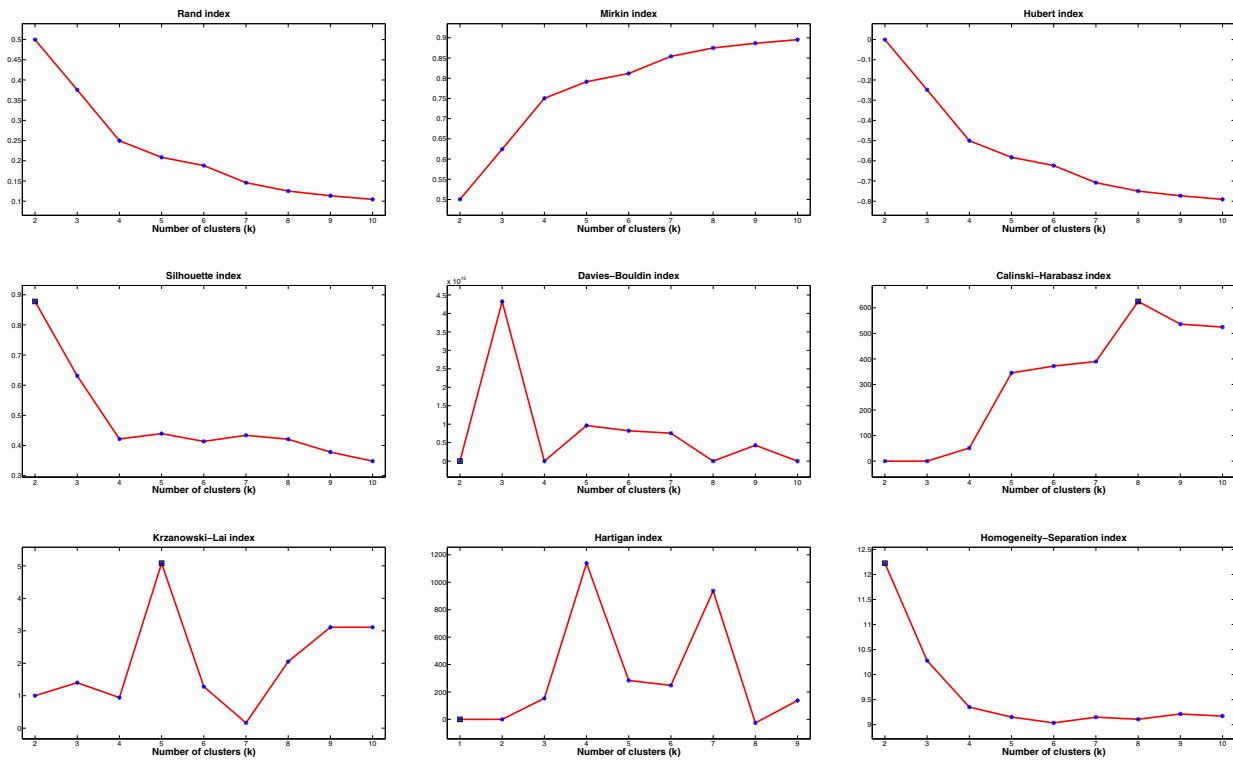 Rand index
0.5
0.45
0.4
0.35
0.3
0.25
0.2
0.15
0.1
2 3 4 5 6 7 8 9 10
Number of clusters (k)
Mirkin index
0.9
0.85
0.8
0.75
0.7
0.65
0.6
0.55
0.5
2 3 4 5 6 7 8 9 10
Number of clusters (k)
Hubert index
0
−0.1
−0.2
−0.3
−0.4
−0.5
−0.6
−0.7
−0.8
2 3 4 5 6 7 8 9 10
Number of clusters (k)
Silhouette index
0.9
0.8
0.7
0.6
0.5
0.4
0.3
2 3 4 5 6 7 8 9 10
Number of clusters (k)
Davies−Bouldin index
4.5
4
3.5
3
2.5
2
1.5
1
0.5
0
2 3 4 5 6 7 8 9 10
Number of clusters (k)
Calinski−Harabasz index
600
500
400
300
200
100
0
2 3 4 5 6 7 8 9 10
Number of clusters (k)
Krzanowski−Lai index
5
4
3
2
1
0
2 3 4 5 6 7 8 9 10
Number of clusters (k)
Hartigan index
1200
1000
800
600
400
200
0
1 2 3 4 5 6 7 8 9
Number of clusters (k)
Homogeneity−Separation index
12.5
12
11.5
11
10.5
10
9.5
9
2 3 4 5 6 7 8 9 10
Number of clusters (k)